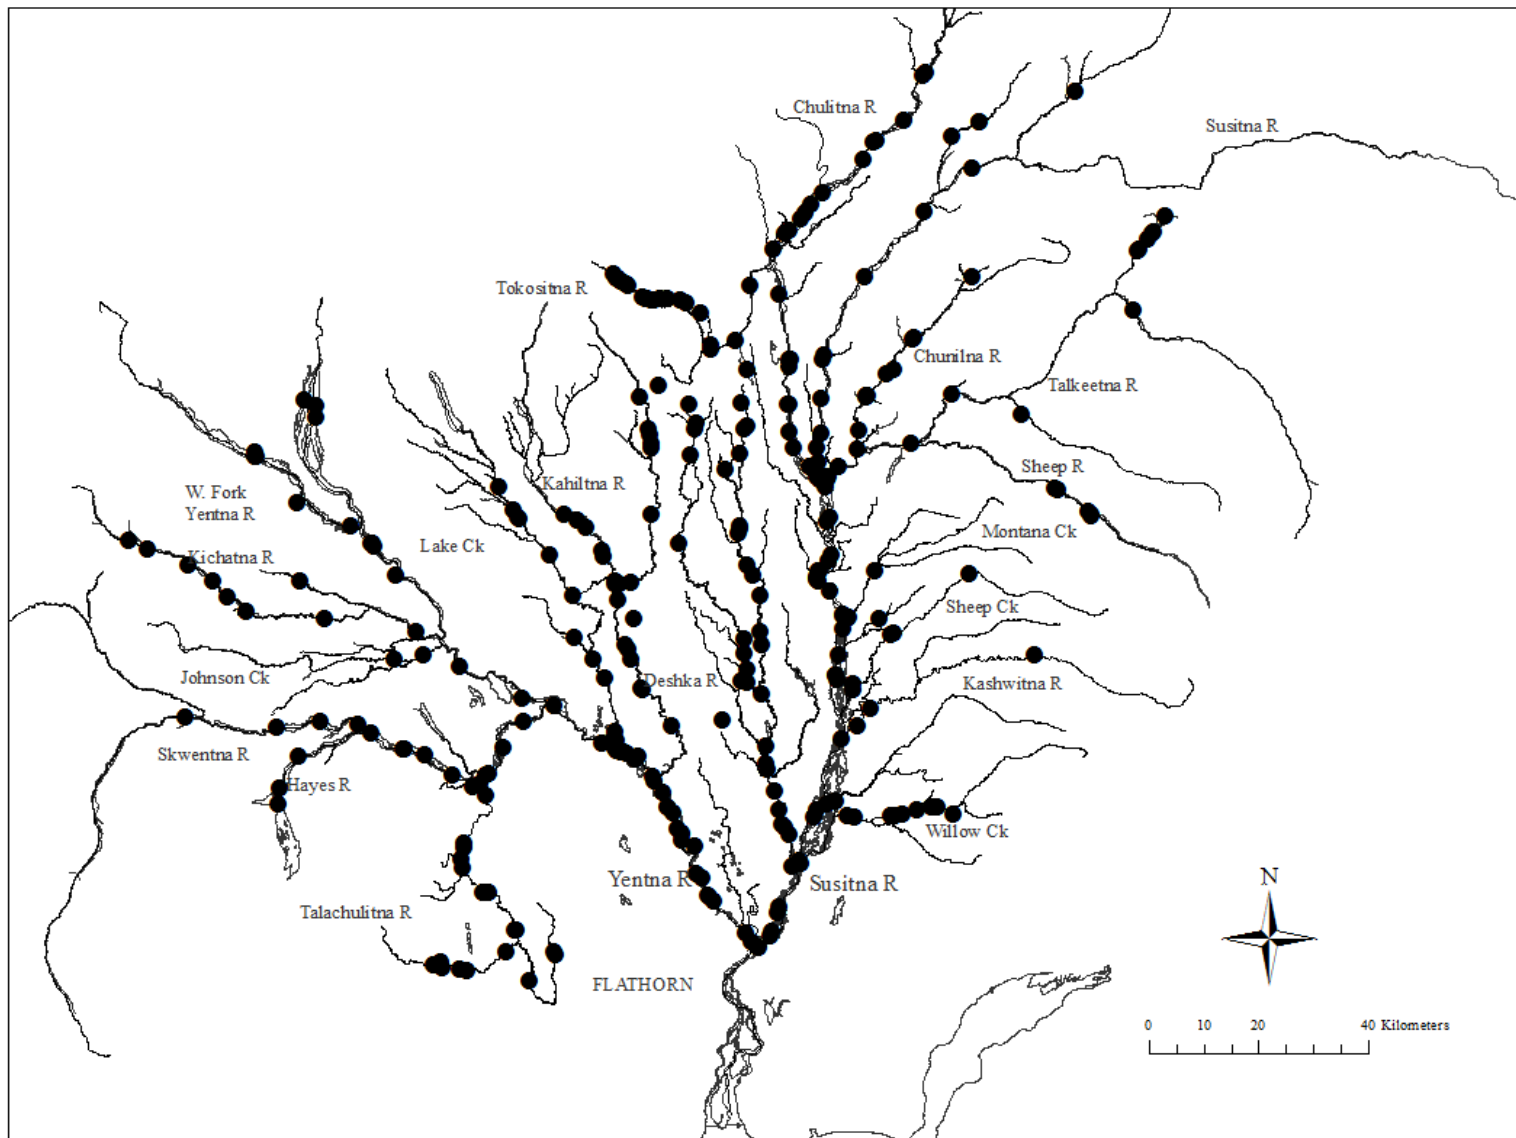 Chulitna R
Susitna R
Tokositna R
Chunilna R
Talkeetna R
Sheep R
Kahiltna R
W. Fork
Yentna R
Montana Ck
Lake Ck
Kichatna R
Sheep Ck
Johnson Ck
Deshka R
Kashwitna R
Skwentna R
Hayes R
Willow Ck
Yentna R
Susitna R
N
Talachulitna R
FLATHORN
0 10 20 40 Kilometers